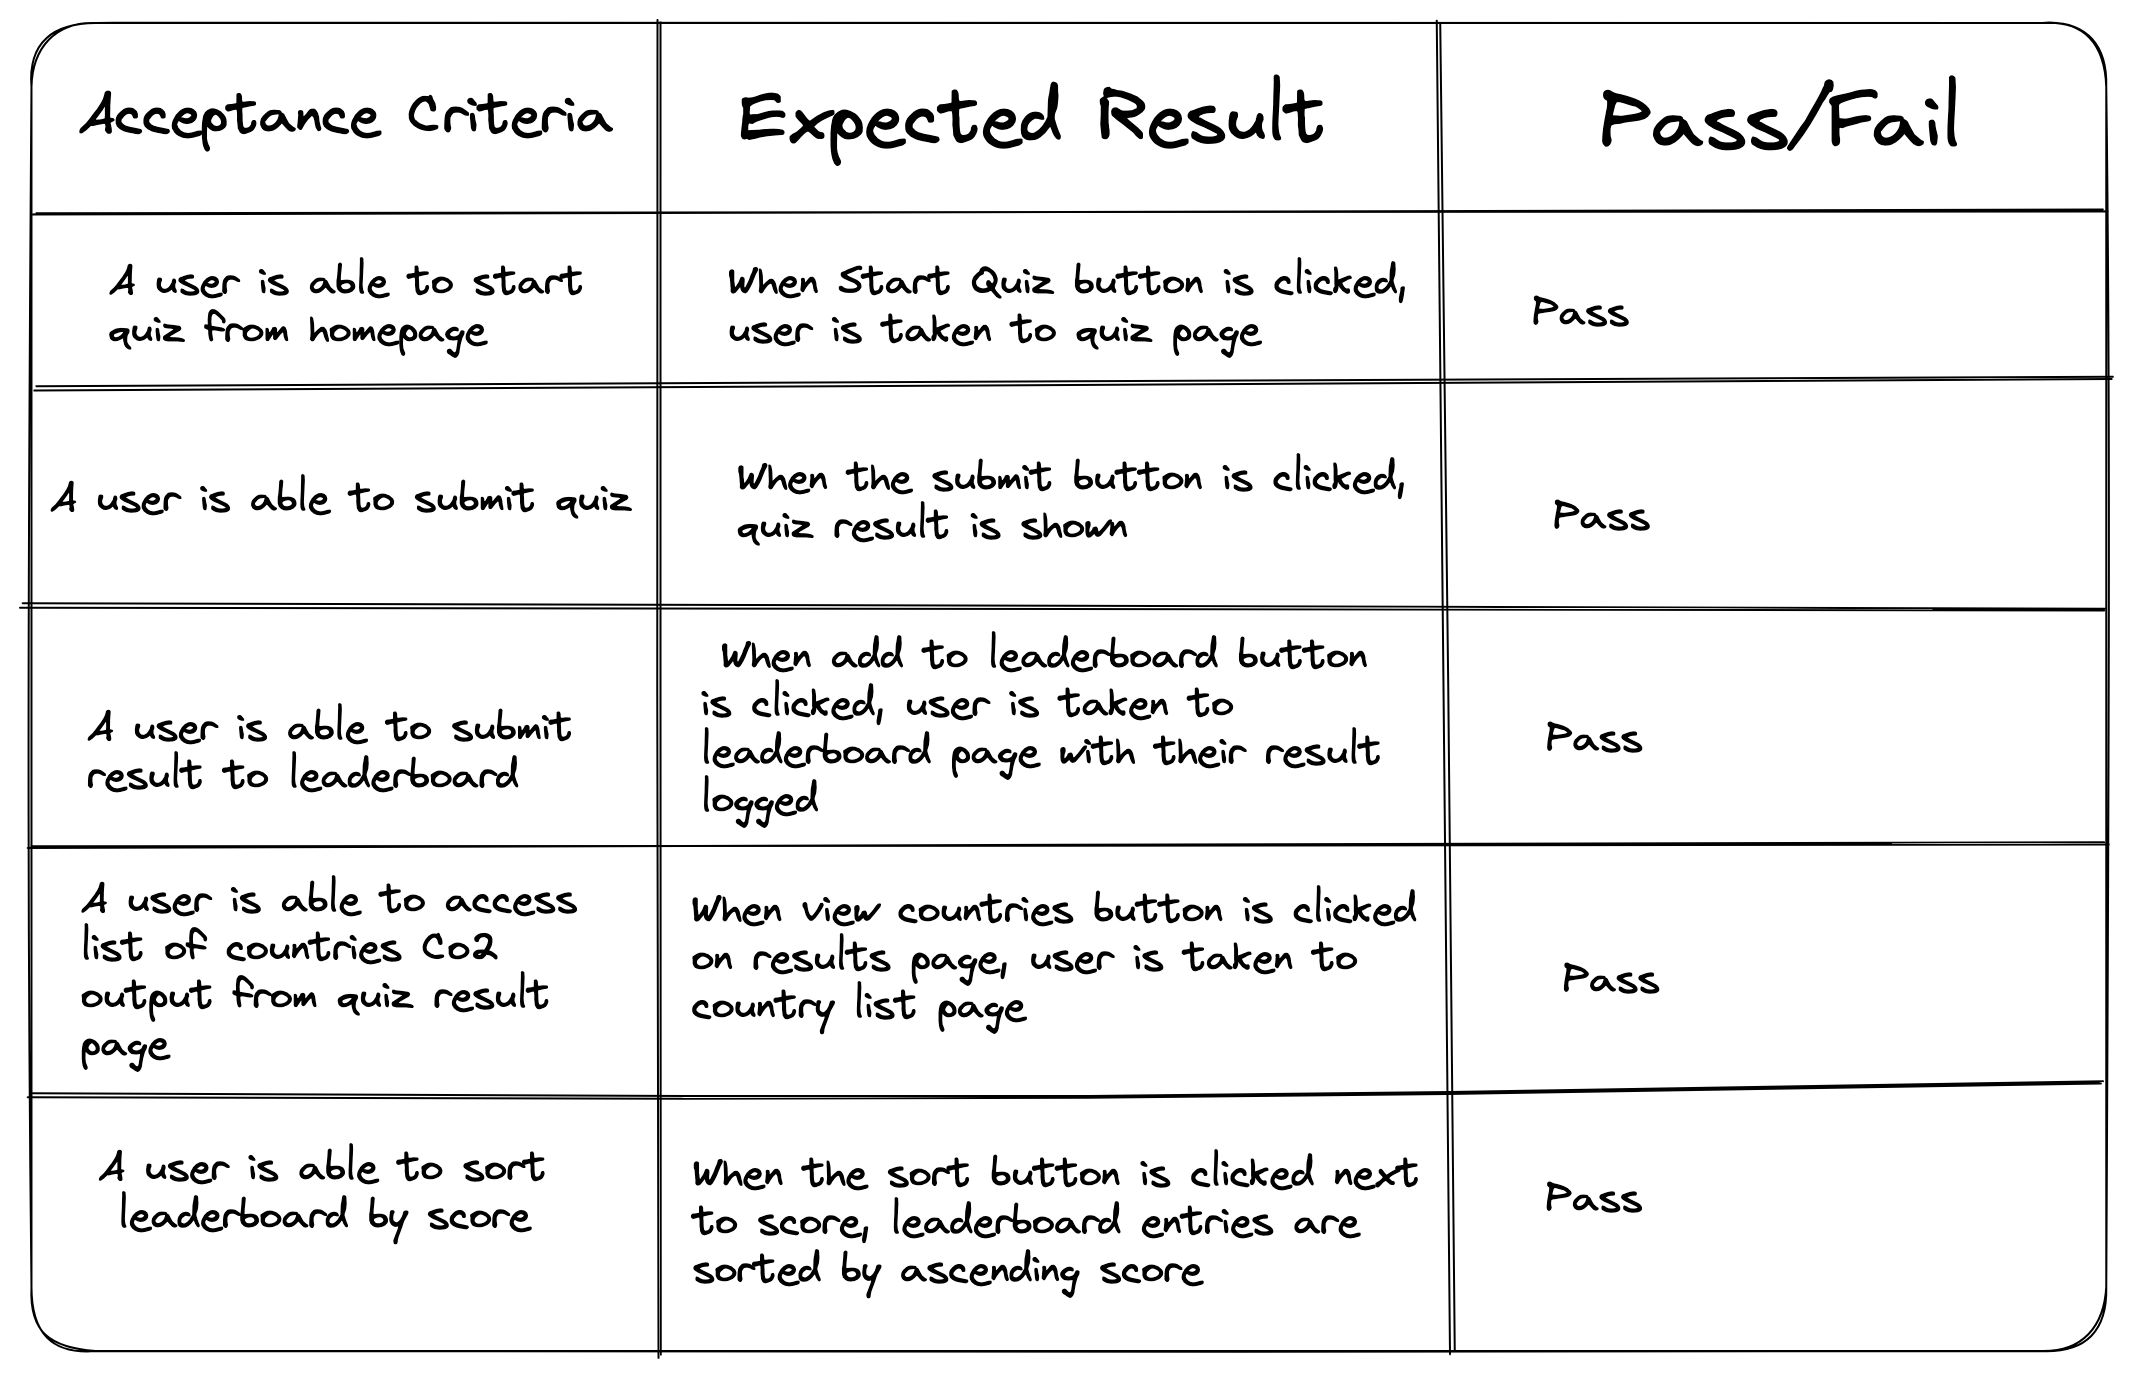 Acceptance Criteria
Expected Result
Pass/Fail
A user is able to start
quiz from homepage
When Start Quiz button is clicked,
user is taken to quiz page
Pass
A user is able to submit quiz
When the submit button is clicked,
quiz result is shown
Pass
A user is able to submit
result to leaderboard
When add to leaderboard button
is clicked, user is taken to
leaderboard page with their result
logged
Pass
A user is able to access
list of countries Co2
output from quiz result
page
When view countries button is clicked
on results page, user is taken to
country list page
Pass
A user is able to sort
leaderboard by score
When the sort button is clicked next
to score, leaderboard entries are
sorted by ascending score
Pass